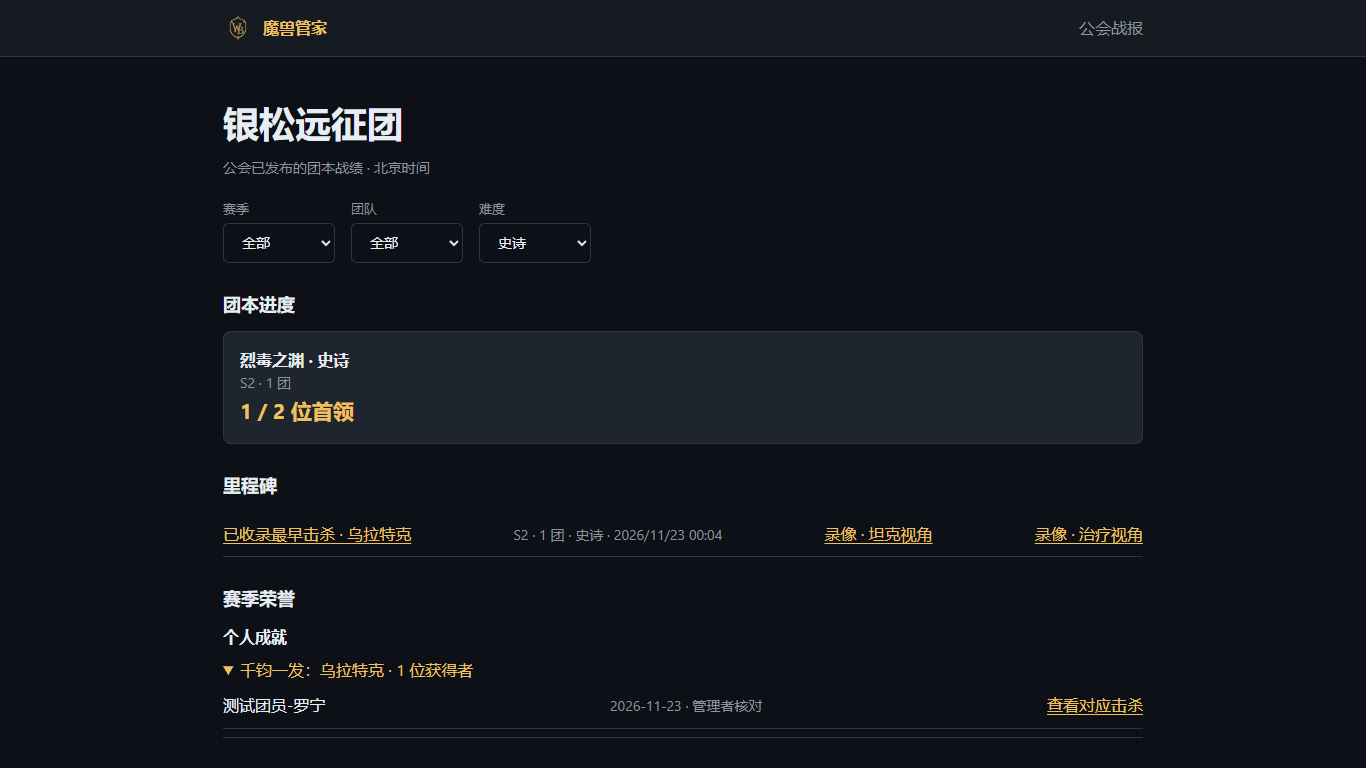 魔兽管家
公会战报
银松远征团
公会已发布的团本战绩 · 北京时间
赛季 团队 难度
全部 全部 史诗
团本进度
烈毒之渊 · 史诗
S2 · 1 团
1 / 2 位首领
里程碑
已收录最早击杀 · 乌拉特克 S2 · 1 团 · 史诗 · 2026/11/23 00:04 录像 · 坦克视角 录像 · 治疗视角
赛季荣誉
个人成就
▼ 千钧一发：乌拉特克 · 1 位获得者
测试团员-罗宁 2026-11-23 · 管理者核对 查看对应击杀